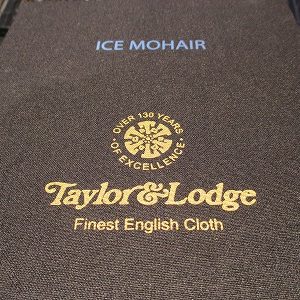 ICE MOHAIR
OVER 130 YEARS
OF EXCELLENCE
Taylor&Lodge
Finest English Cloth